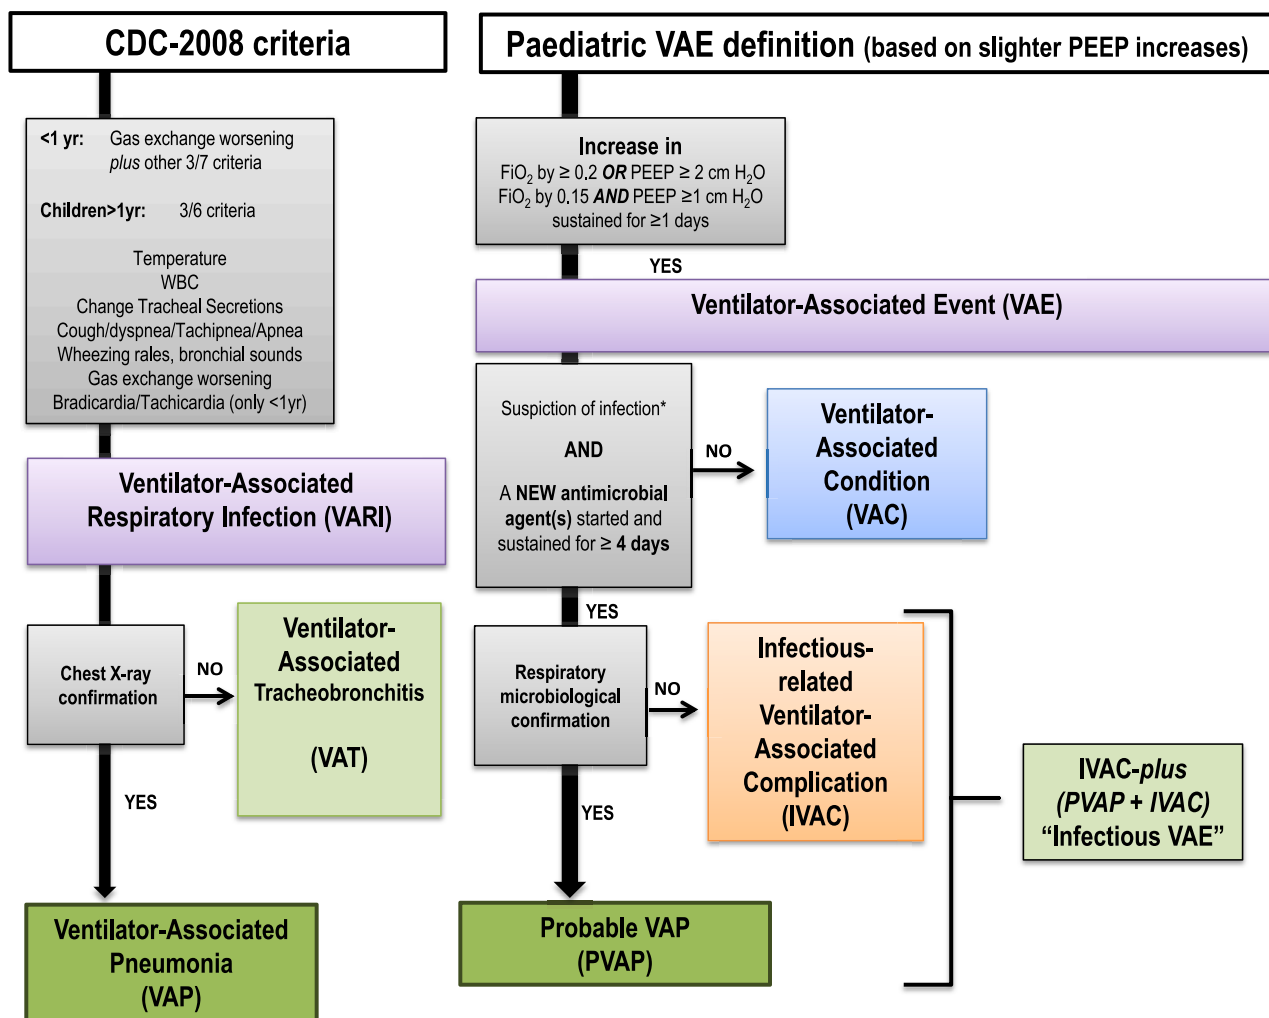 CDC-2008 criteria
<1 yr: Gas exchange worsening
plus other 3/7 criteria
Children>1yr: 3/6 criteria
Temperature
WBC
Change Tracheal Secretions
Cough/dyspnea/Tachipnea/Apnea
Wheezing rales, bronchial sounds
Gas exchange worsening
Bradicardia/Tachicardia (only <1yr)
Ventilator-Associated
Respiratory Infection (VARI)
Chest X-ray
confirmation
NO
Ventilator-
Associated
Tracheobronchitis
(VAT)
YES
Ventilator-Associated
Pneumonia
(VAP)
Paediatric VAE definition (based on slighter PEEP increases)
Increase in
FiO₂ by ≥ 0.2 OR PEEP ≥ 2 cm H₂O
FiO₂ by 0.15 AND PEEP ≥1 cm H₂O
sustained for ≥1 days
YES
Ventilator-Associated Event (VAE)
Suspicion of infection*
AND
A NEW antimicrobial
agent(s) started and
sustained for ≥ 4 days
NO
Ventilator-
Associated
Condition
(VAC)
YES
Respiratory
microbiological
confirmation
NO
Infectious-
related
Ventilator-
Associated
Complication
(IVAC)
YES
Probable VAP
(PVAP)
IVAC-plus
(PVAP + IVAC)
“Infectious VAE”